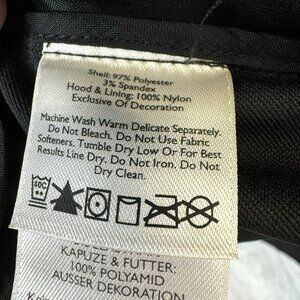 Shell: 97% Polyester
3% Spandex
Hood & Lining: 100% Nylon
Exclusive Of Decoration
Machine Wash Warm Delicate Separately.
Do Not Bleach. Do Not Use Fabric
Softeners. Tumble Dry Low Or For Best
Results Line Dry. Do Not Iron. Do Not
Dry Clean.
40C
KAPUZE & FUTTER:
100% POLYAMID
AUSSER DEKORATION